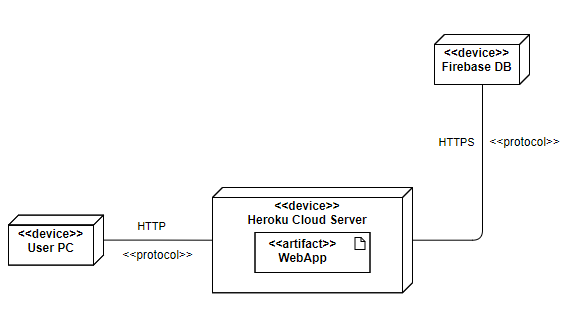 <<device>>
Firebase DB
HTTPS <<protocol>>
<<device>>
Heroku Cloud Server
<<artifact>>
WebApp
<<device>>
User PC
HTTP
<<protocol>>